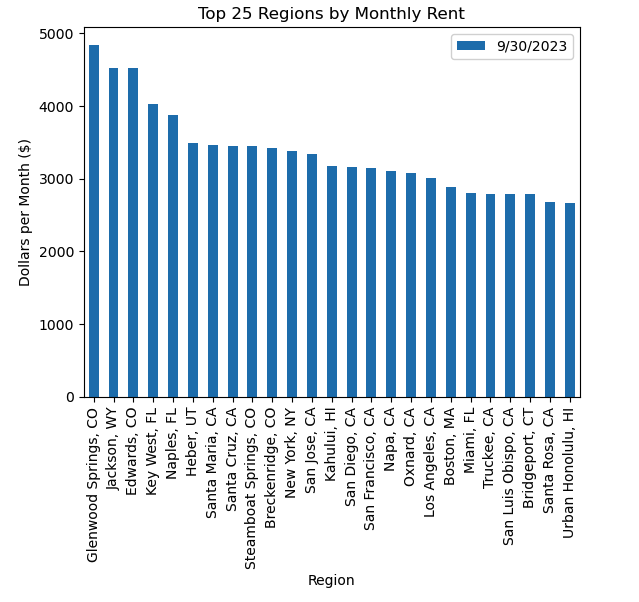 Top 25 Regions by Monthly Rent
9/30/2023
Dollars per Month ($)
5000
4000
3000
2000
1000
0
Glenwood Springs, CO
Jackson, WY
Edwards, CO
Key West, FL
Naples, FL
Heber, UT
Santa Maria, CA
Santa Cruz, CA
Steamboat Springs, CO
Breckenridge, CO
New York, NY
San Jose, CA
Kahului, HI
San Diego, CA
San Francisco, CA
Napa, CA
Oxnard, CA
Los Angeles, CA
Boston, MA
Miami, FL
Truckee, CA
San Luis Obispo, CA
Bridgeport, CT
Santa Rosa, CA
Urban Honolulu, HI
Region